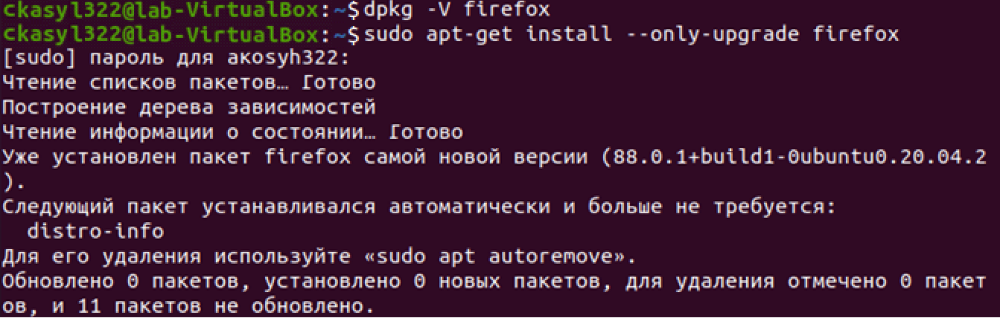 ckasyl322@lab-VirtualBox:~$dpkg -V firefox
ckasyl322@lab-VirtualBox:~$sudo apt-get install --only-upgrade firefox
[sudo] пароль для акosyh322:
Чтение списков пакетов… Готово
Построение дерева зависимостей
Чтение информации о состоянии… Готово
Уже установлен пакет firefox самой новой версии (88.0.1+build1-0ubuntu0.20.04.2
).
Следующий пакет устанавливался автоматически и больше не требуется:
  distro-info
Для его удаления используйте «sudo apt autoremove».
Обновлено 0 пакетов, установлено 0 новых пакетов, для удаления отмечено 0 пакет
ов, и 11 пакетов не обновлено.